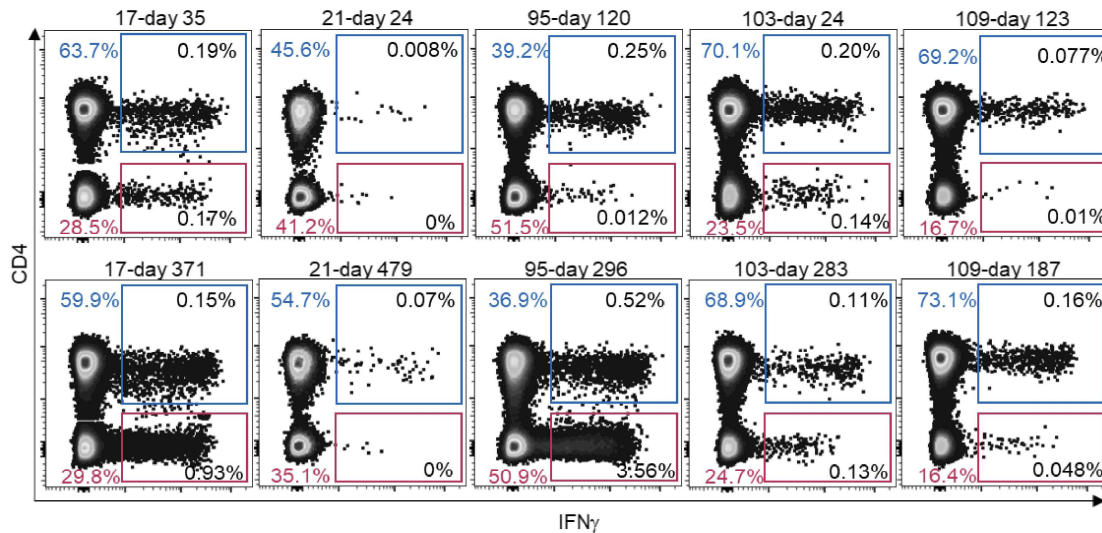 17-day 35 21-day 24 95-day 120 103-day 24 109-day 123
63.7% 0.19% 45.6% 0.008% 39.2% 0.25% 70.1% 0.20% 69.2% 0.077%
28.5% 0.17% 41.2% 0% 51.5% 0.012% 23.5% 0.14% 16.7% 0.01%
CD4
17-day 371 21-day 479 95-day 296 103-day 283 109-day 187
59.9% 0.15% 54.7% 0.07% 36.9% 0.52% 68.9% 0.11% 73.1% 0.16%
29.8% 0.93% 35.1% 0% 50.9% 3.56% 24.7% 0.13% 16.4% 0.048%
IFNγ